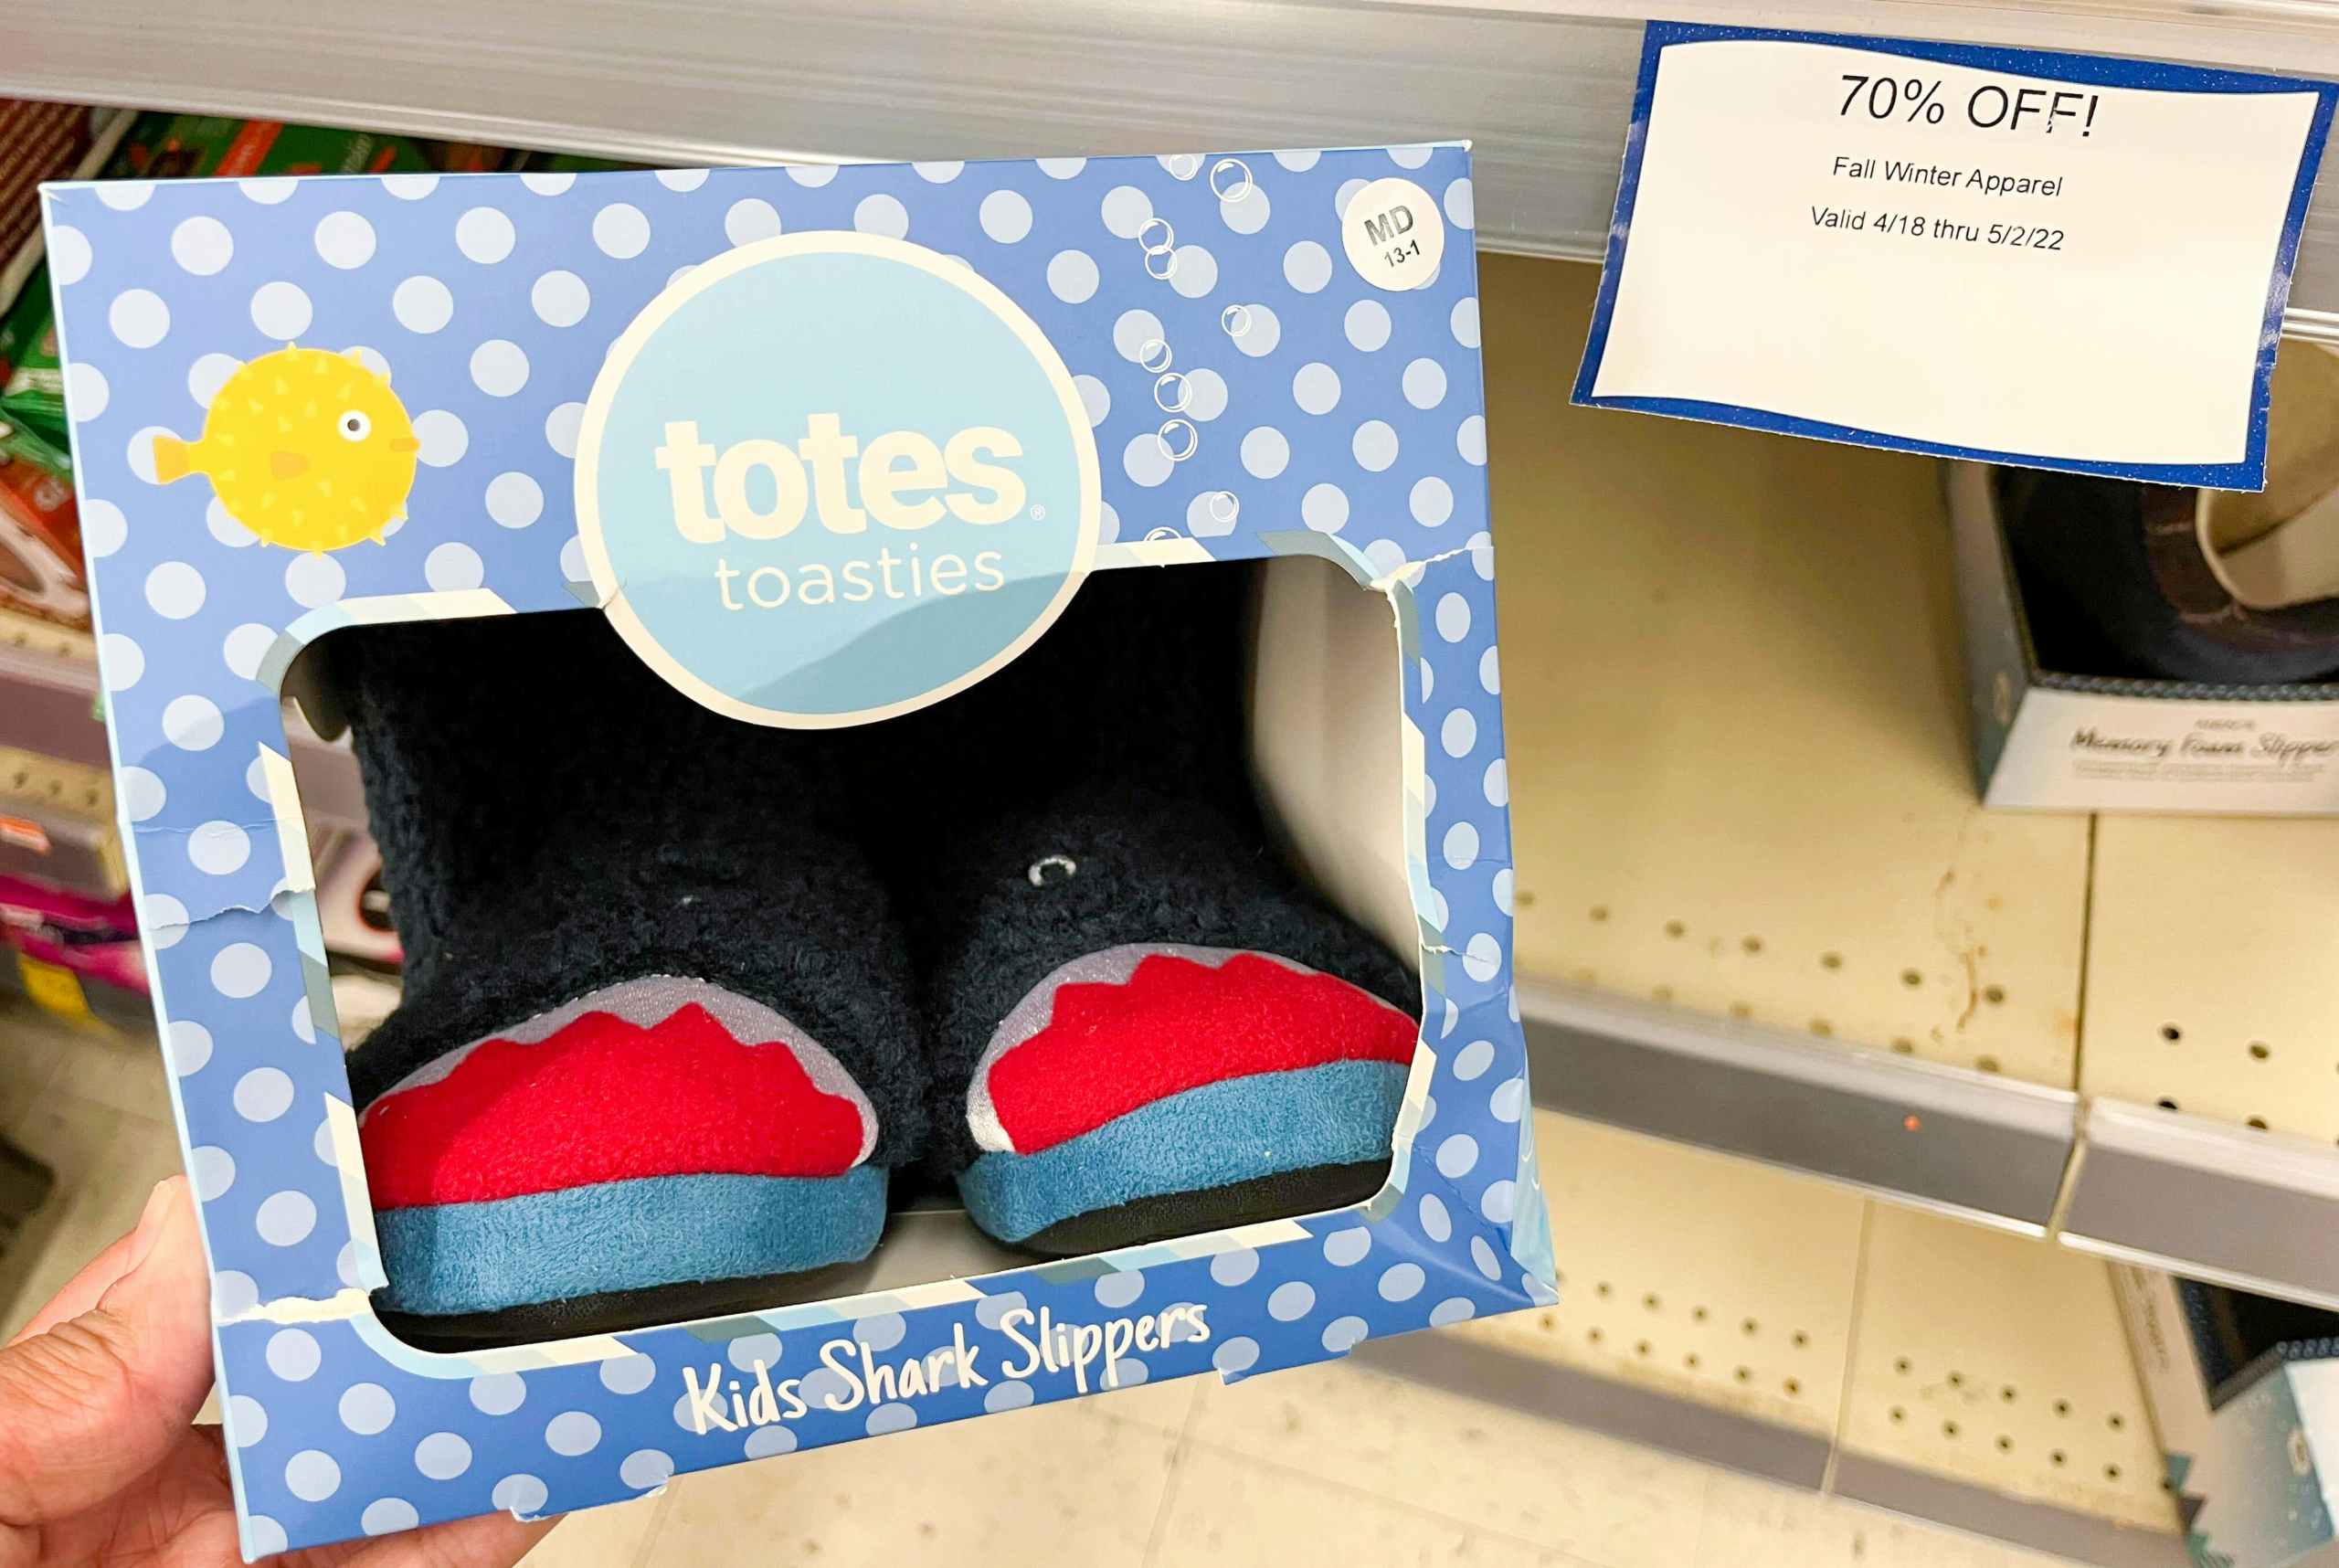 70% OFF!
Fall Winter Apparel
Valid 4/18 thru 5/2/22
MD
13-1
totes®
toasties
Kids Shark Slippers
Memory Foam Slipper